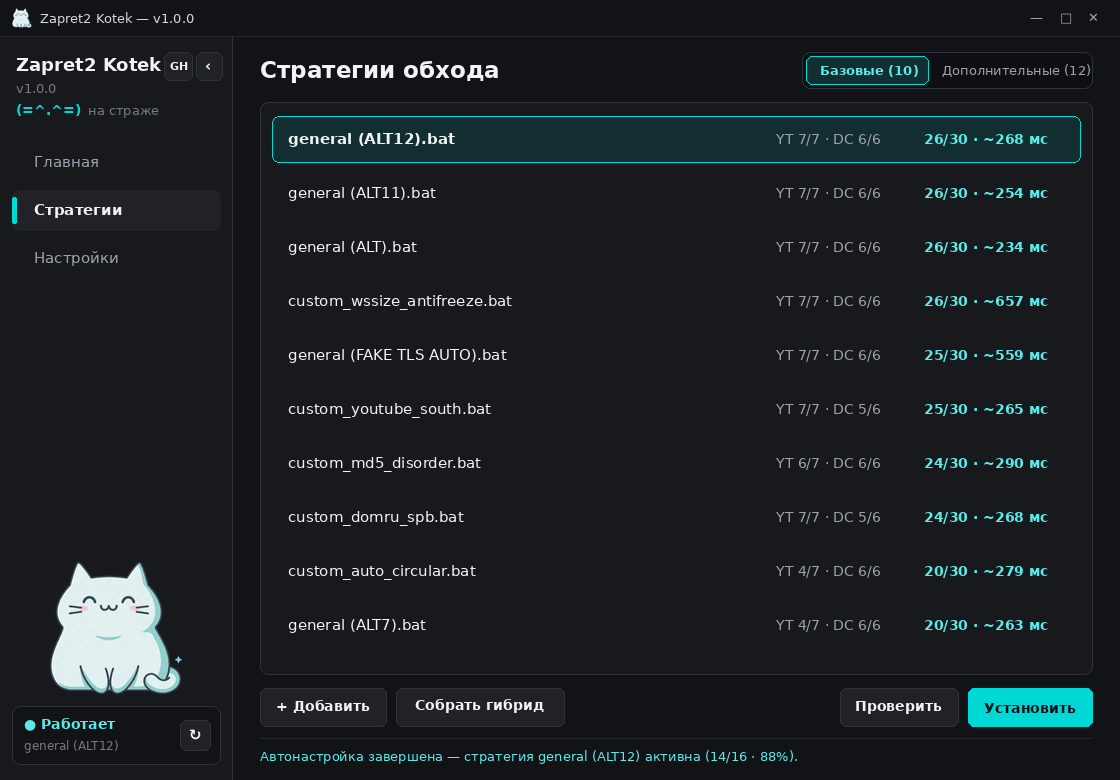 Zapret2 Kotek — v1.0.0
Zapret2 Kotek GH ‹
v1.0.0
(=^.^=) на страже
Главная
Стратегии
Настройки
● Работает
general (ALT12)
↻
Стратегии обхода
Базовые (10) Дополнительные (12)
general (ALT12).bat YT 7/7 · DC 6/6 26/30 · ~268 мс
general (ALT11).bat YT 7/7 · DC 6/6 26/30 · ~254 мс
general (ALT).bat YT 7/7 · DC 6/6 26/30 · ~234 мс
custom_wssize_antifreeze.bat YT 7/7 · DC 6/6 26/30 · ~657 мс
general (FAKE TLS AUTO).bat YT 7/7 · DC 6/6 25/30 · ~559 мс
custom_youtube_south.bat YT 7/7 · DC 5/6 25/30 · ~265 мс
custom_md5_disorder.bat YT 6/7 · DC 6/6 24/30 · ~290 мс
custom_domru_spb.bat YT 7/7 · DC 5/6 24/30 · ~268 мс
custom_auto_circular.bat YT 4/7 · DC 6/6 20/30 · ~279 мс
general (ALT7).bat YT 4/7 · DC 6/6 20/30 · ~263 мс
+ Добавить Собрать гибрид Проверить Установить
Автонастройка завершена — стратегия general (ALT12) активна (14/16 · 88%).